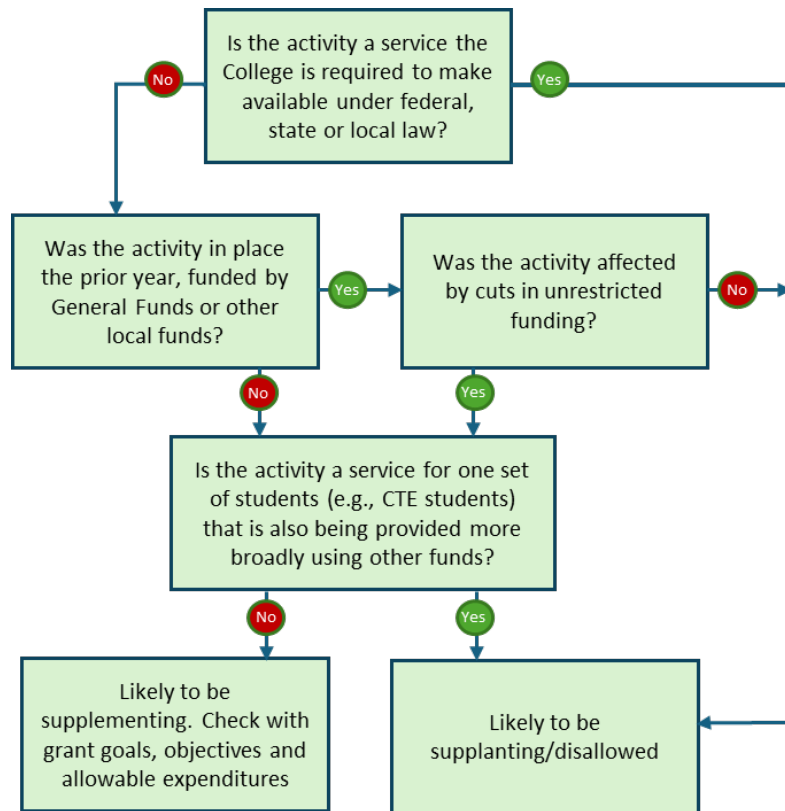 Is the activity a service the
College is required to make
available under federal,
state or local law?
No
Yes
Was the activity in place
the prior year, funded by
General Funds or other
local funds?
Yes
Was the activity affected
by cuts in unrestricted
funding?
No
No
Yes
Is the activity a service for one set
of students (e.g., CTE students)
that is also being provided more
broadly using other funds?
No
Yes
Likely to be
supplementing. Check with
grant goals, objectives and
allowable expenditures
Likely to be
supplanting/disallowed